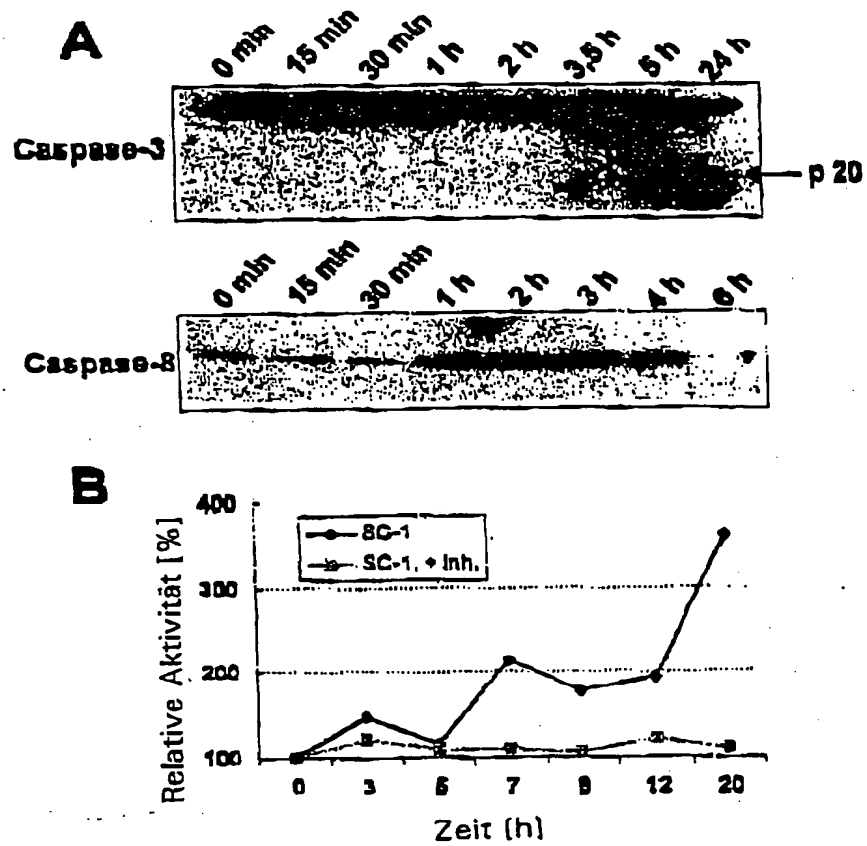 A
0 min 15 min 30 min 1 h 2 h 3,5 h 5 h 24 h
Caspase-3
p 20
0 min 15 min 30 min 1 h 2 h 3 h 4 h 6 h
Caspase-8
B
400
SC-1
SC-1, + Inh.
300
200
100
Relative Aktivität [%]
0 3 5 7 9 12 20
Zeit [h]